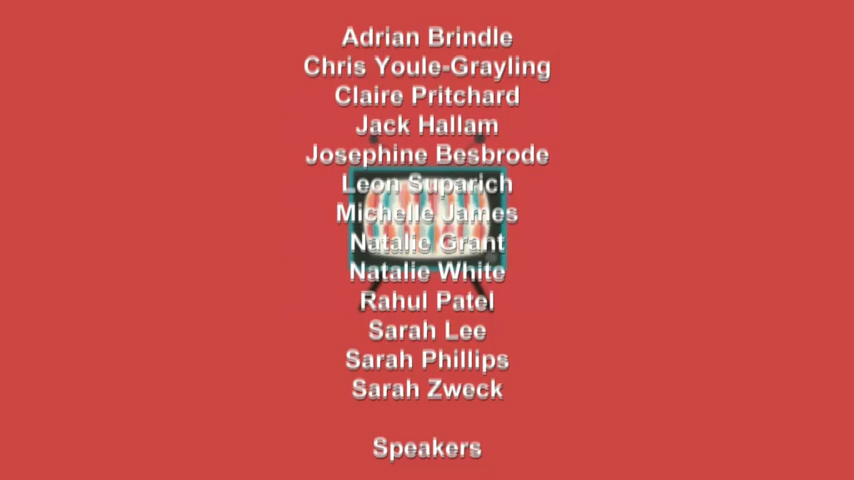 Adrian Brindle
Chris Youle-Grayling
Claire Pritchard
Jack Hallam
Josephine Besbrode
Leon Suparich
Michelle James
Natalie Grant
Natalie White
Rahul Patel
Sarah Lee
Sarah Phillips
Sarah Zweck
Speakers